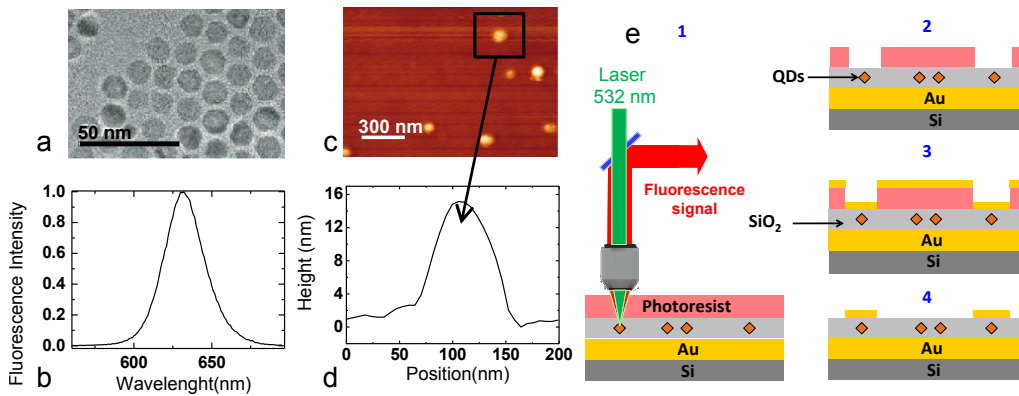 a
50 nm
b
Fluorescence Intensity
1.0
0.8
0.6
0.4
0.2
0.0
600
650
Wavelenght(nm)
c
300 nm
d
Height (nm)
16
12
8
4
0
0
50
100
150
200
Position(nm)
e
1
Laser
532 nm
Fluorescence
signal
Photoresist
Au
Si
2
QDs
Au
Si
3
SiO₂
Au
Si
4
Au
Si